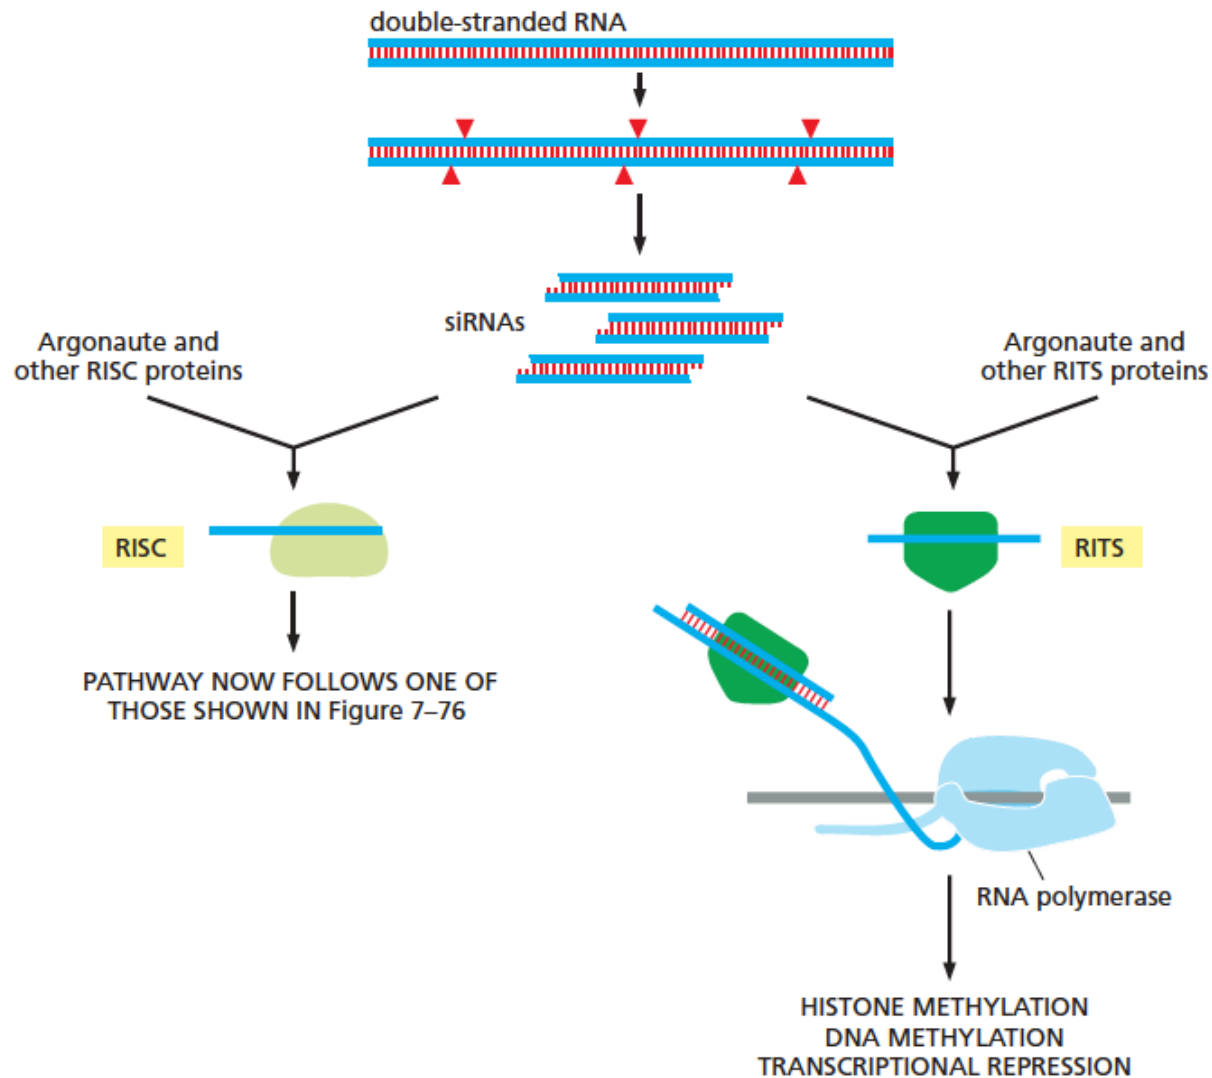 double-stranded RNA
siRNAs
Argonaute and
other RISC proteins
Argonaute and
other RITS proteins
RISC
RITS
PATHWAY NOW FOLLOWS ONE OF
THOSE SHOWN IN Figure 7–76
RNA polymerase
HISTONE METHYLATION
DNA METHYLATION
TRANSCRIPTIONAL REPRESSION